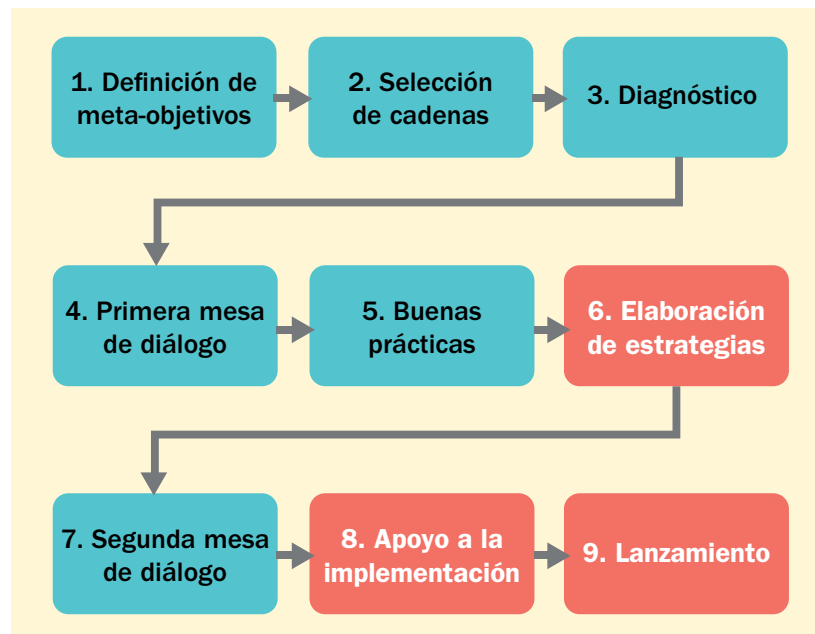 1. Definición de
meta-objetivos
2. Selección
de cadenas
3. Diagnóstico
4. Primera mesa
de diálogo
5. Buenas
prácticas
6. Elaboración
de estrategias
7. Segunda mesa
de diálogo
8. Apoyo a la
implementación
9. Lanzamiento